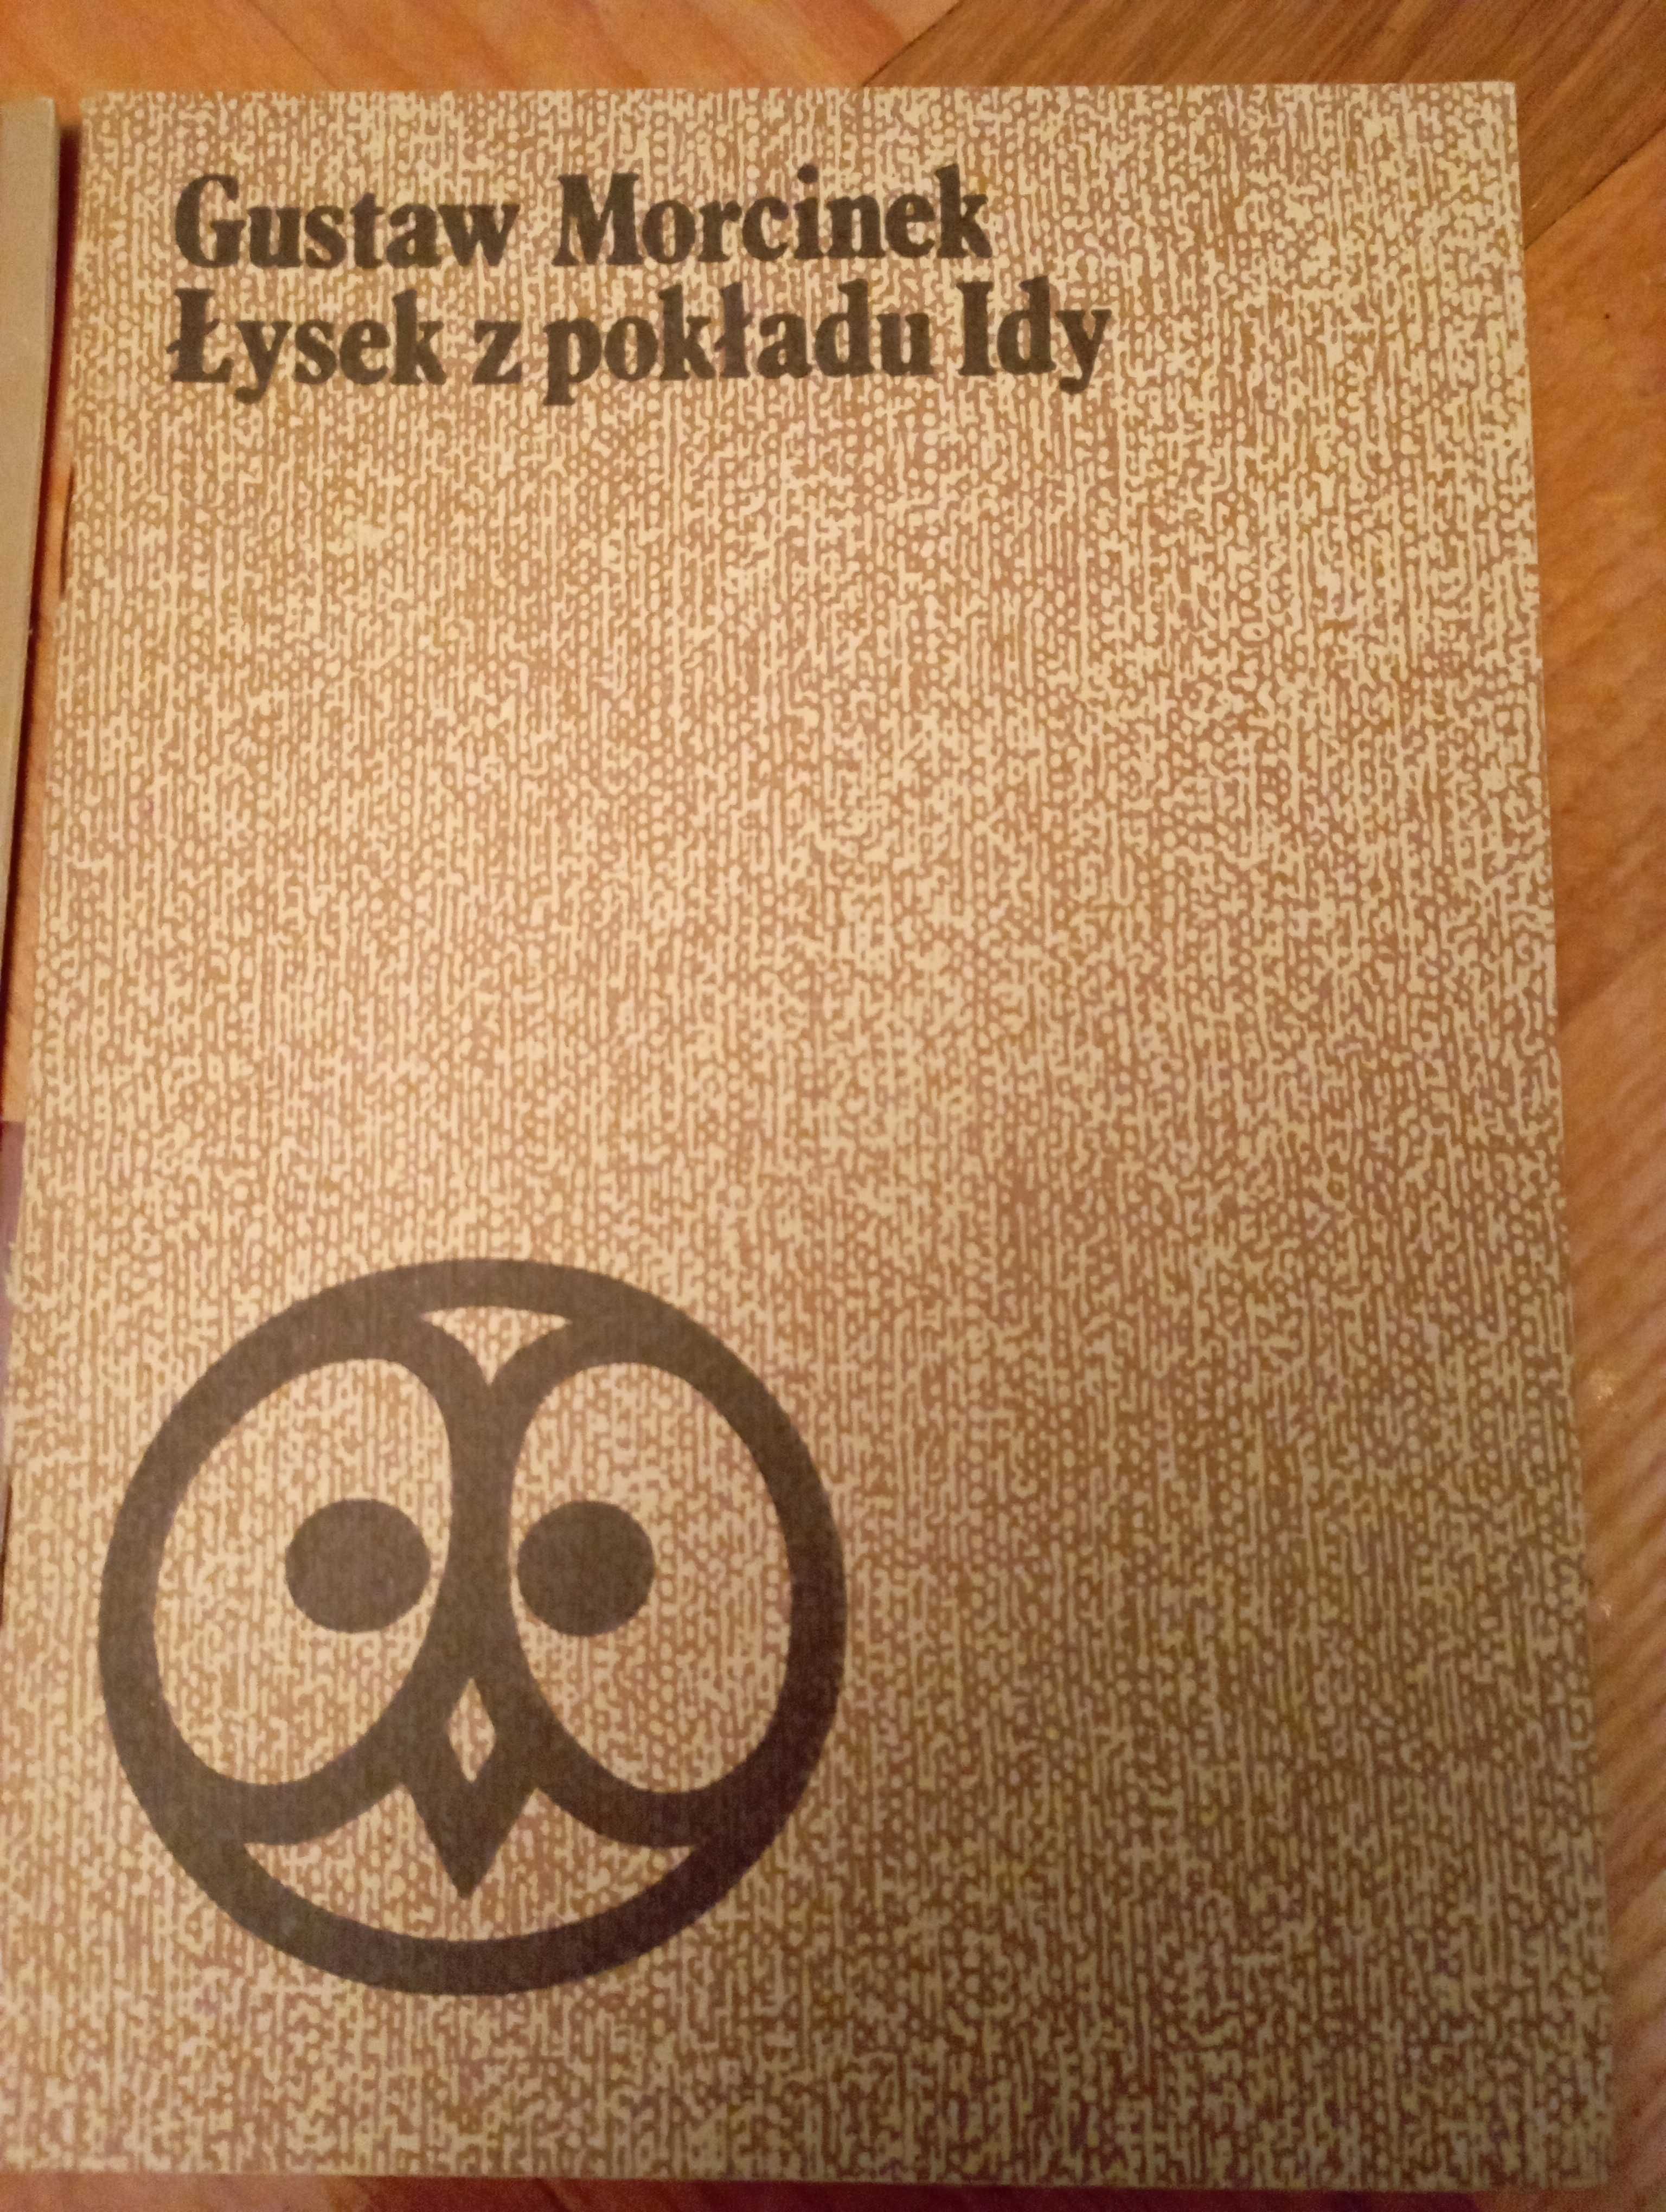 Gustaw Morcinek
Łysek z pokładu Idy